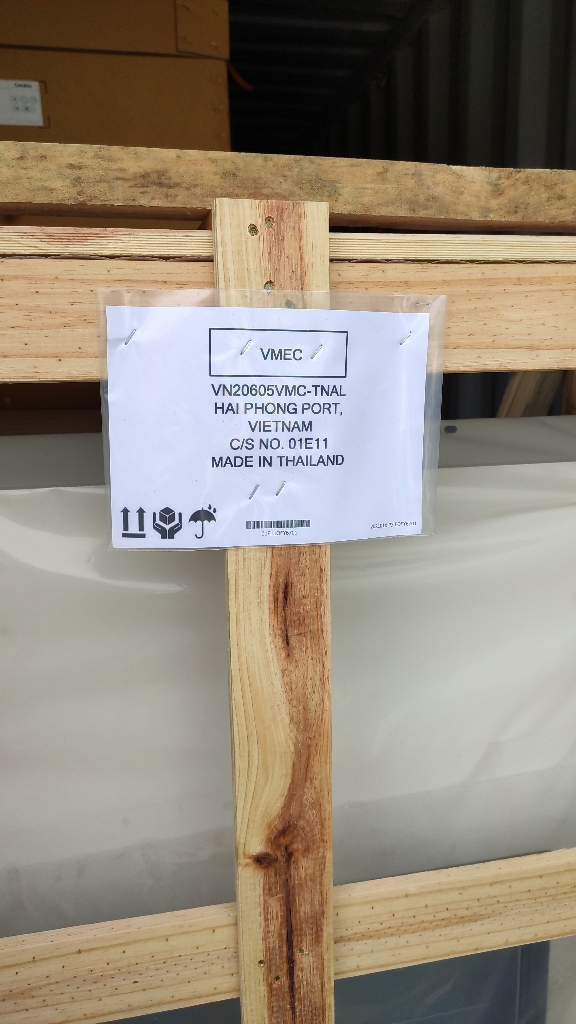 VMEC
VN20605VMC-TNAL
HAI PHONG PORT,
VIETNAM
C/S NO. 01E11
MADE IN THAILAND